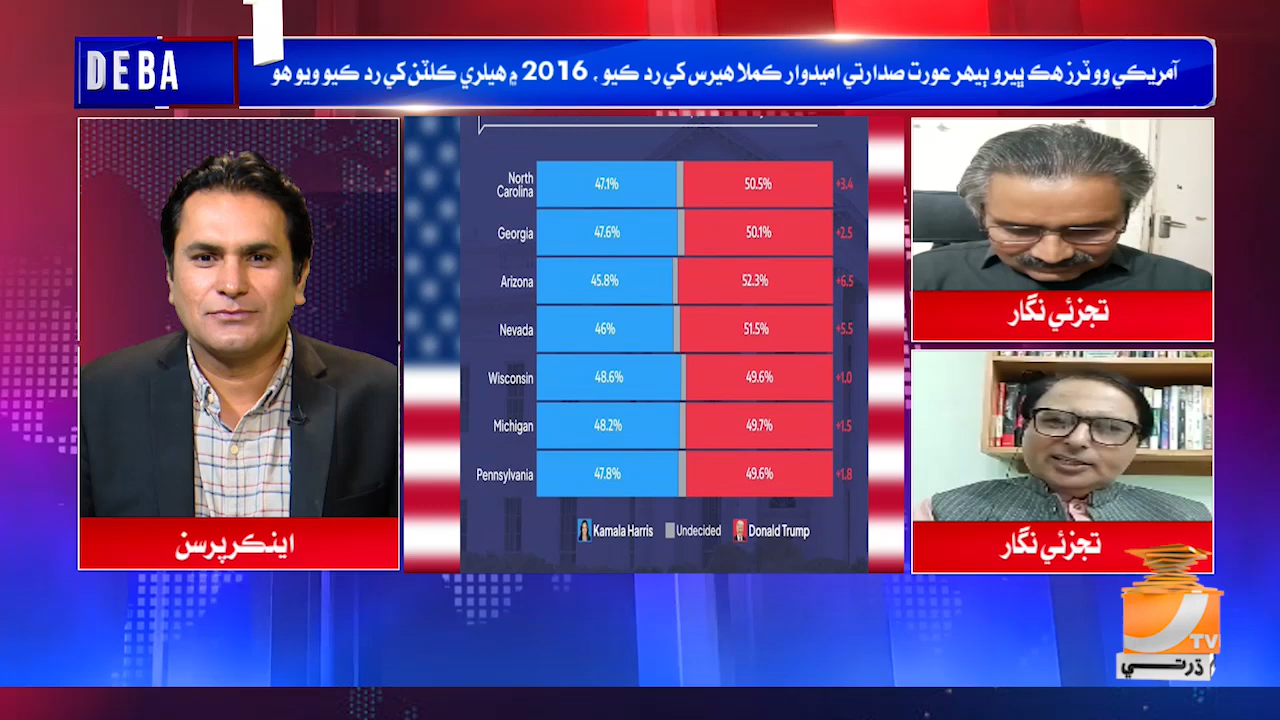 DEBA
آمريڪي ووٽرز هڪ ڀيرو ٻيهر عورت صدارتي اميدوار ڪملا هيرس کي رد ڪيو ، 2016 ۾ هيلري ڪلنٽن کي رد ڪيو ويو هو
North Carolina 47.1% 50.5% +3.4
Georgia 47.6% 50.1% +2.5
Arizona 45.8% 52.3% +6.5
Nevada 46% 51.5% +5.5
Wisconsin 48.6% 49.6% +1.0
Michigan 48.2% 49.7% +1.5
Pennsylvania 47.8% 49.6% +1.8
Kamala Harris Undecided Donald Trump
اينڪر پرسن
تجزئي نگار
تجزئي نگار
TV
ڌرتي